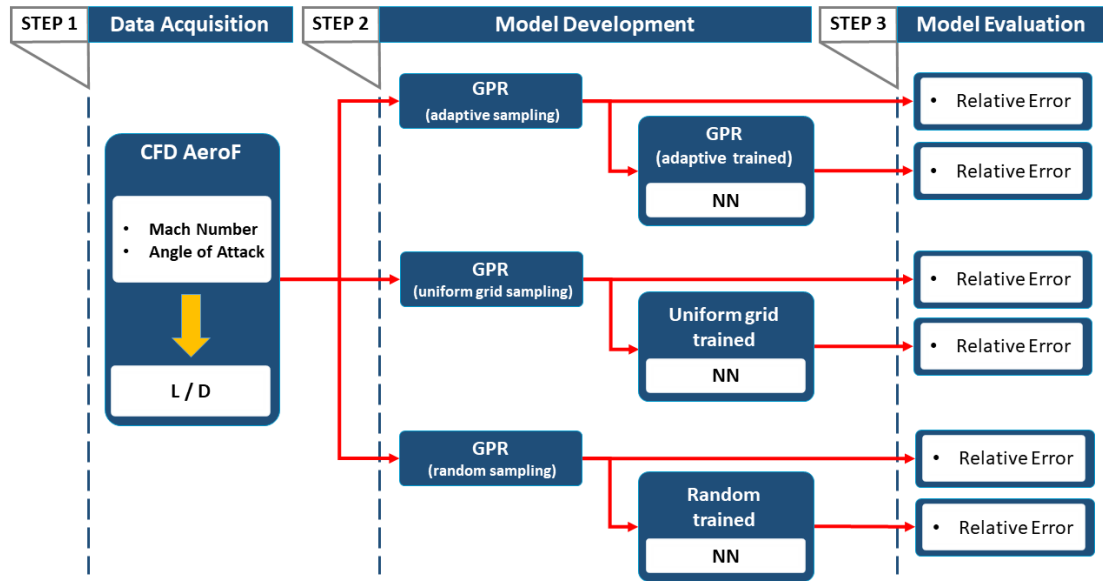 STEP 1
Data Acquisition
STEP 2
Model Development
STEP 3
Model Evaluation
CFD AeroF
• Mach Number
• Angle of Attack
L / D
GPR
(adaptive sampling)
GPR
(adaptive trained)
NN
• Relative Error
• Relative Error
GPR
(uniform grid sampling)
Uniform grid
trained
NN
• Relative Error
• Relative Error
GPR
(random sampling)
Random
trained
NN
• Relative Error
• Relative Error